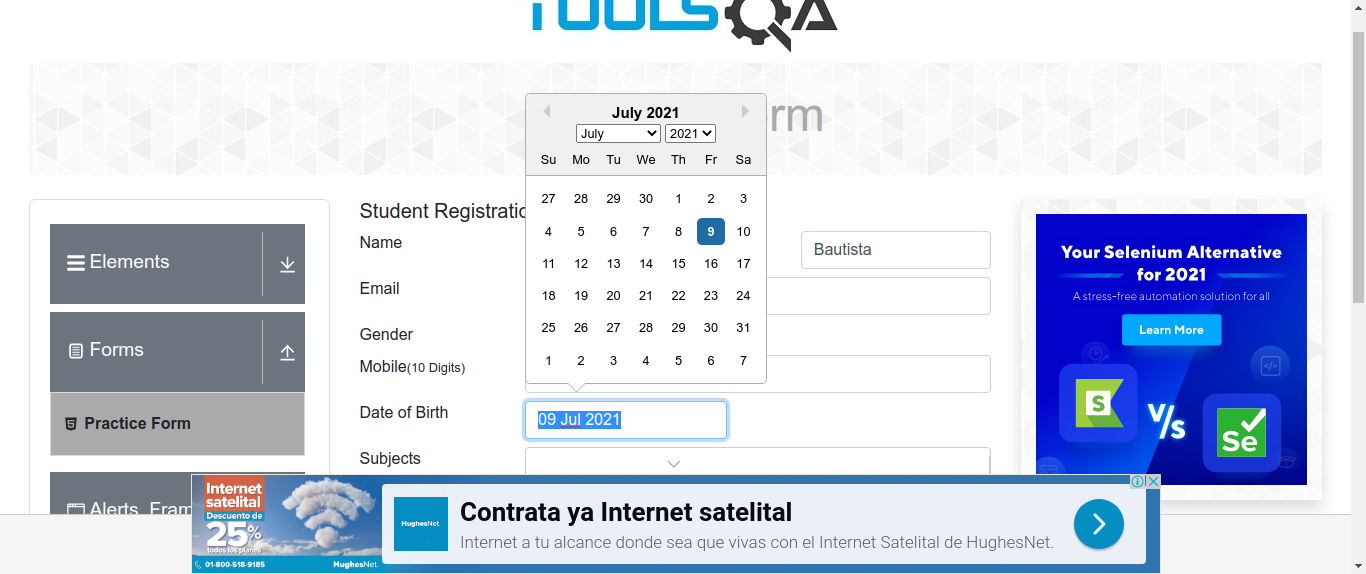 TOOLSQA
rm
July 2021
July 2021
Su Mo Tu We Th Fr Sa
27 28 29 30 1 2 3
4 5 6 7 8 9 10
11 12 13 14 15 16 17
18 19 20 21 22 23 24
25 26 27 28 29 30 31
1 2 3 4 5 6 7
Elements
Forms
Practice Form
Alerts, Fram
Student Registratio
Name
Bautista
Email
Gender
Mobile(10 Digits)
Date of Birth
09 Jul 2021
Subjects
Your Selenium Alternative
for 2021
A stress-free automation solution for all
Learn More
S
V/s
Se
Internet
satelital
Descuento de
25%
todos los planes
01-800-518-9185
HughesNet.
HughesNet.
Contrata ya Internet satelital
Internet a tu alcance donde sea que vivas con el Internet Satelital de HughesNet.